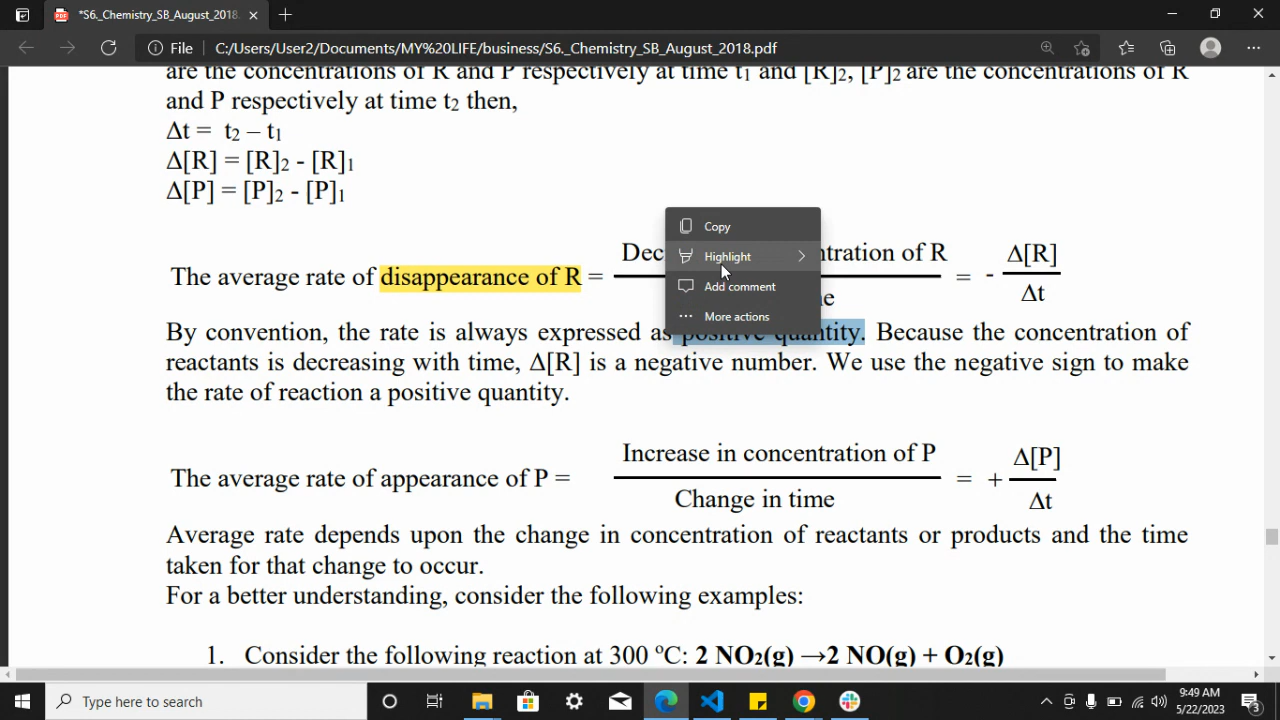 *S6._Chemistry_SB_August_2018.
File
C:/Users/User2/Documents/MY%20LIFE/business/S6._Chemistry_SB_August_2018.pdf
are the concentrations of R and P respectively at time t₁ and [R]₂, [P]₂ are the concentrations of R
and P respectively at time t₂ then,
Δt = t₂ – t₁
Δ[R] = [R]₂ - [R]₁
Δ[P] = [P]₂ - [P]₁
Copy
Highlight
Add comment
More actions
The average rate of disappearance of R = ntration of R = - Δ[R]
Δt
By convention, the rate is always expressed as positive quantity. Because the concentration of
reactants is decreasing with time, Δ[R] is a negative number. We use the negative sign to make
the rate of reaction a positive quantity.
Increase in concentration of P
The average rate of appearance of P = = + Δ[P]
Change in time Δt
Average rate depends upon the change in concentration of reactants or products and the time
taken for that change to occur.
For a better understanding, consider the following examples:
1. Consider the following reaction at 300 °C: 2 NO₂(g) →2 NO(g) + O₂(g)
Type here to search
9:49 AM
5/22/2023
3